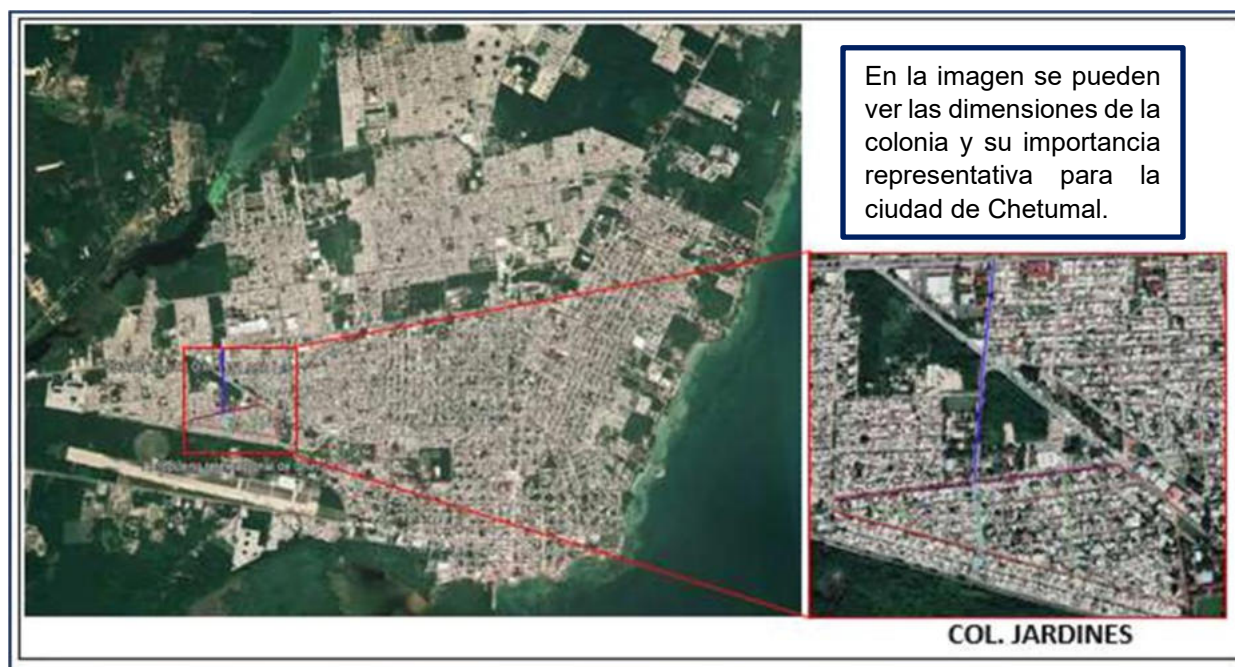 En la imagen se pueden
ver las dimensiones de la
colonia y su importancia
representativa para la
ciudad de Chetumal.
COL. JARDINES